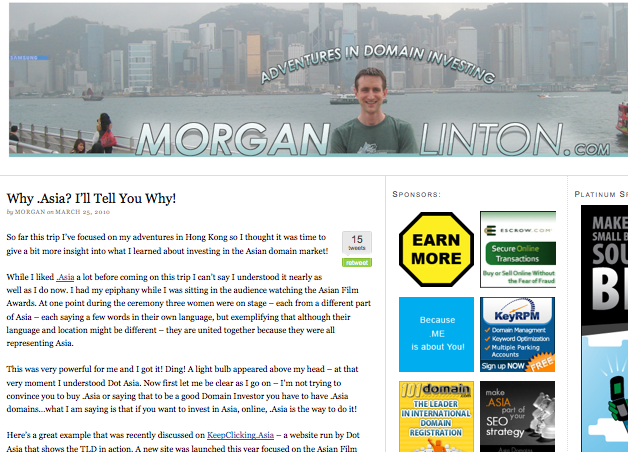 ADVENTURES IN DOMAIN INVESTING
MORGAN LINTON.COM
Why .Asia? I'll Tell You Why!
by MORGAN on MARCH 25, 2010
15
tweets
retweet
So far this trip I've focused on my adventures in Hong Kong so I thought it was time to
give a bit more insight into what I learned about investing in the Asian domain market!
While I liked .Asia a lot before coming on this trip I can't say I understood it nearly as
well as I do now. I had my epiphany while I was sitting in the audience watching the Asian Film
Awards. At one point during the ceremony three women were on stage – each from a different part
of Asia – each saying a few words in their own language, but exemplifying that although their
language and location might be different – they are united together because they were all
representing Asia.
This was very powerful for me and I got it! Ding! A light bulb appeared above my head – at that
very moment I understood Dot Asia. Now first let me be clear as I go on – I'm not trying to
convince you to buy .Asia or saying that to be a good Domain Investor you have to have .Asia
domains...what I am saying is that if you want to invest in Asia, online, .Asia is the way to do it!
Here's a great example that was recently discussed on KeepClicking.Asia – a website run by Dot
Asia that shows the TLD in action. A new site was launched this year focused on the Asian Film
SPONSORS:
EARN
MORE
ESCROW.COM
Secure Online
Transactions
Buy or Sell Online Without
the Fear of Fraud
Because
.ME
is about You!
KeyRPM
Domain Managment
Keyword Optimization
Multiple Parking
Accounts
Sign up NOW FREE
101domain.com
THE LEADER
IN INTERNATIONAL
DOMAIN
REGISTRATION
make
.ASIA
part of
your
SEO
strategy
PLATINUM SP
MAKE
SMALL B
SOU
B